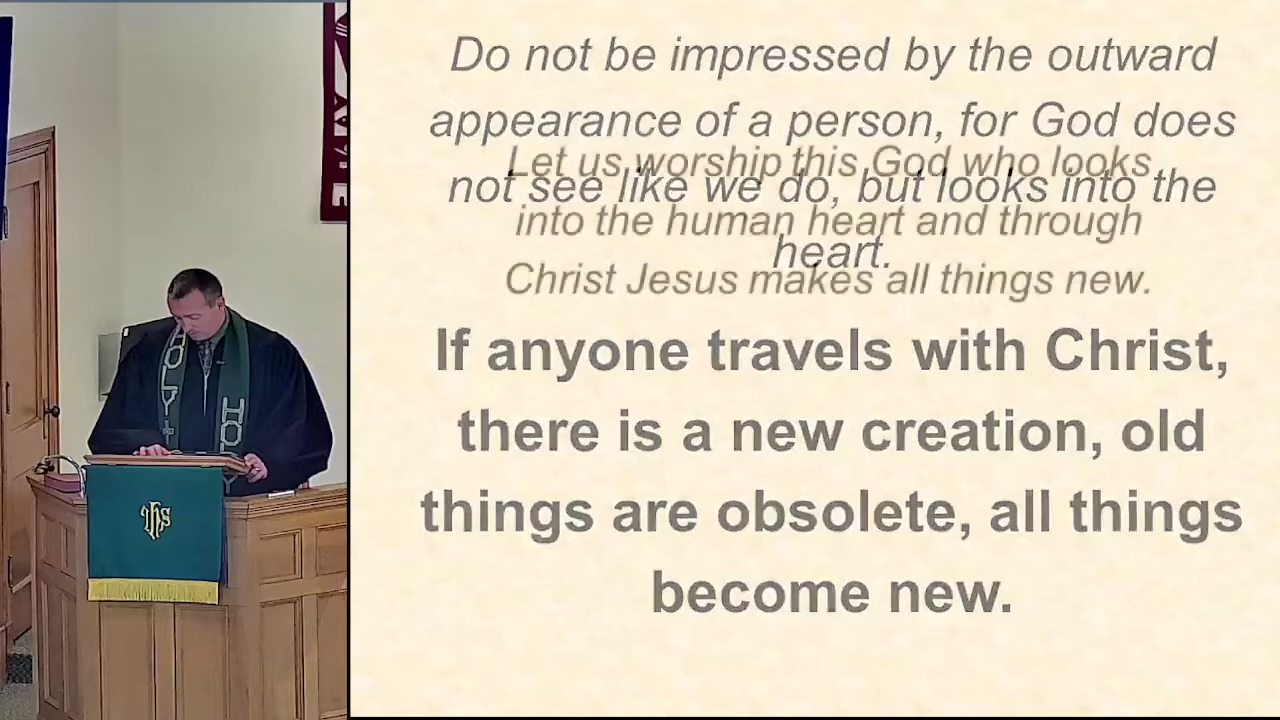 Do not be impressed by the outward
appearance of a person, for God does
not see like we do, but looks into the
heart.
Let us worship this God who looks
into the human heart and through
Christ Jesus makes all things new.
If anyone travels with Christ,
there is a new creation, old
things are obsolete, all things
become new.
HOLY
HO
IHS